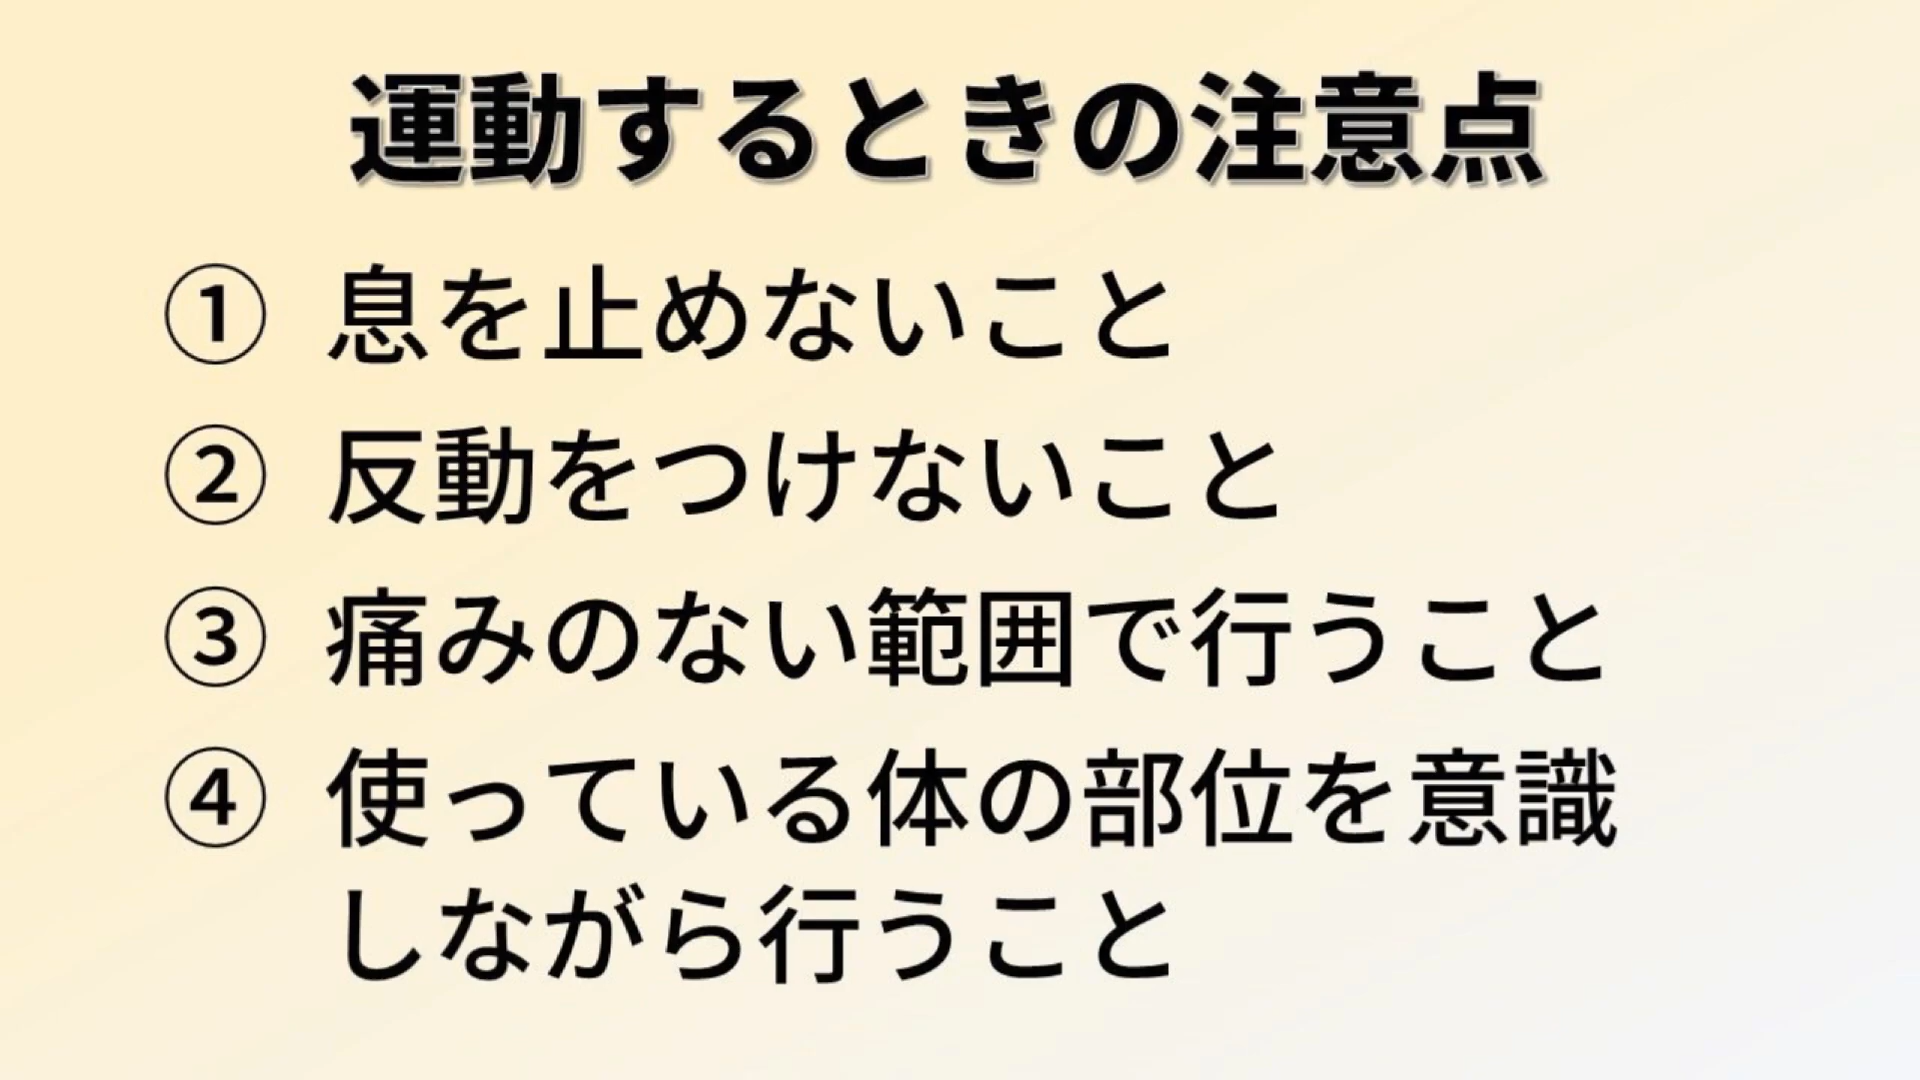 運動するときの注意点
① 息を止めないこと
② 反動をつけないこと
③ 痛みのない範囲で行うこと
④ 使っている体の部位を意識
しながら行うこと